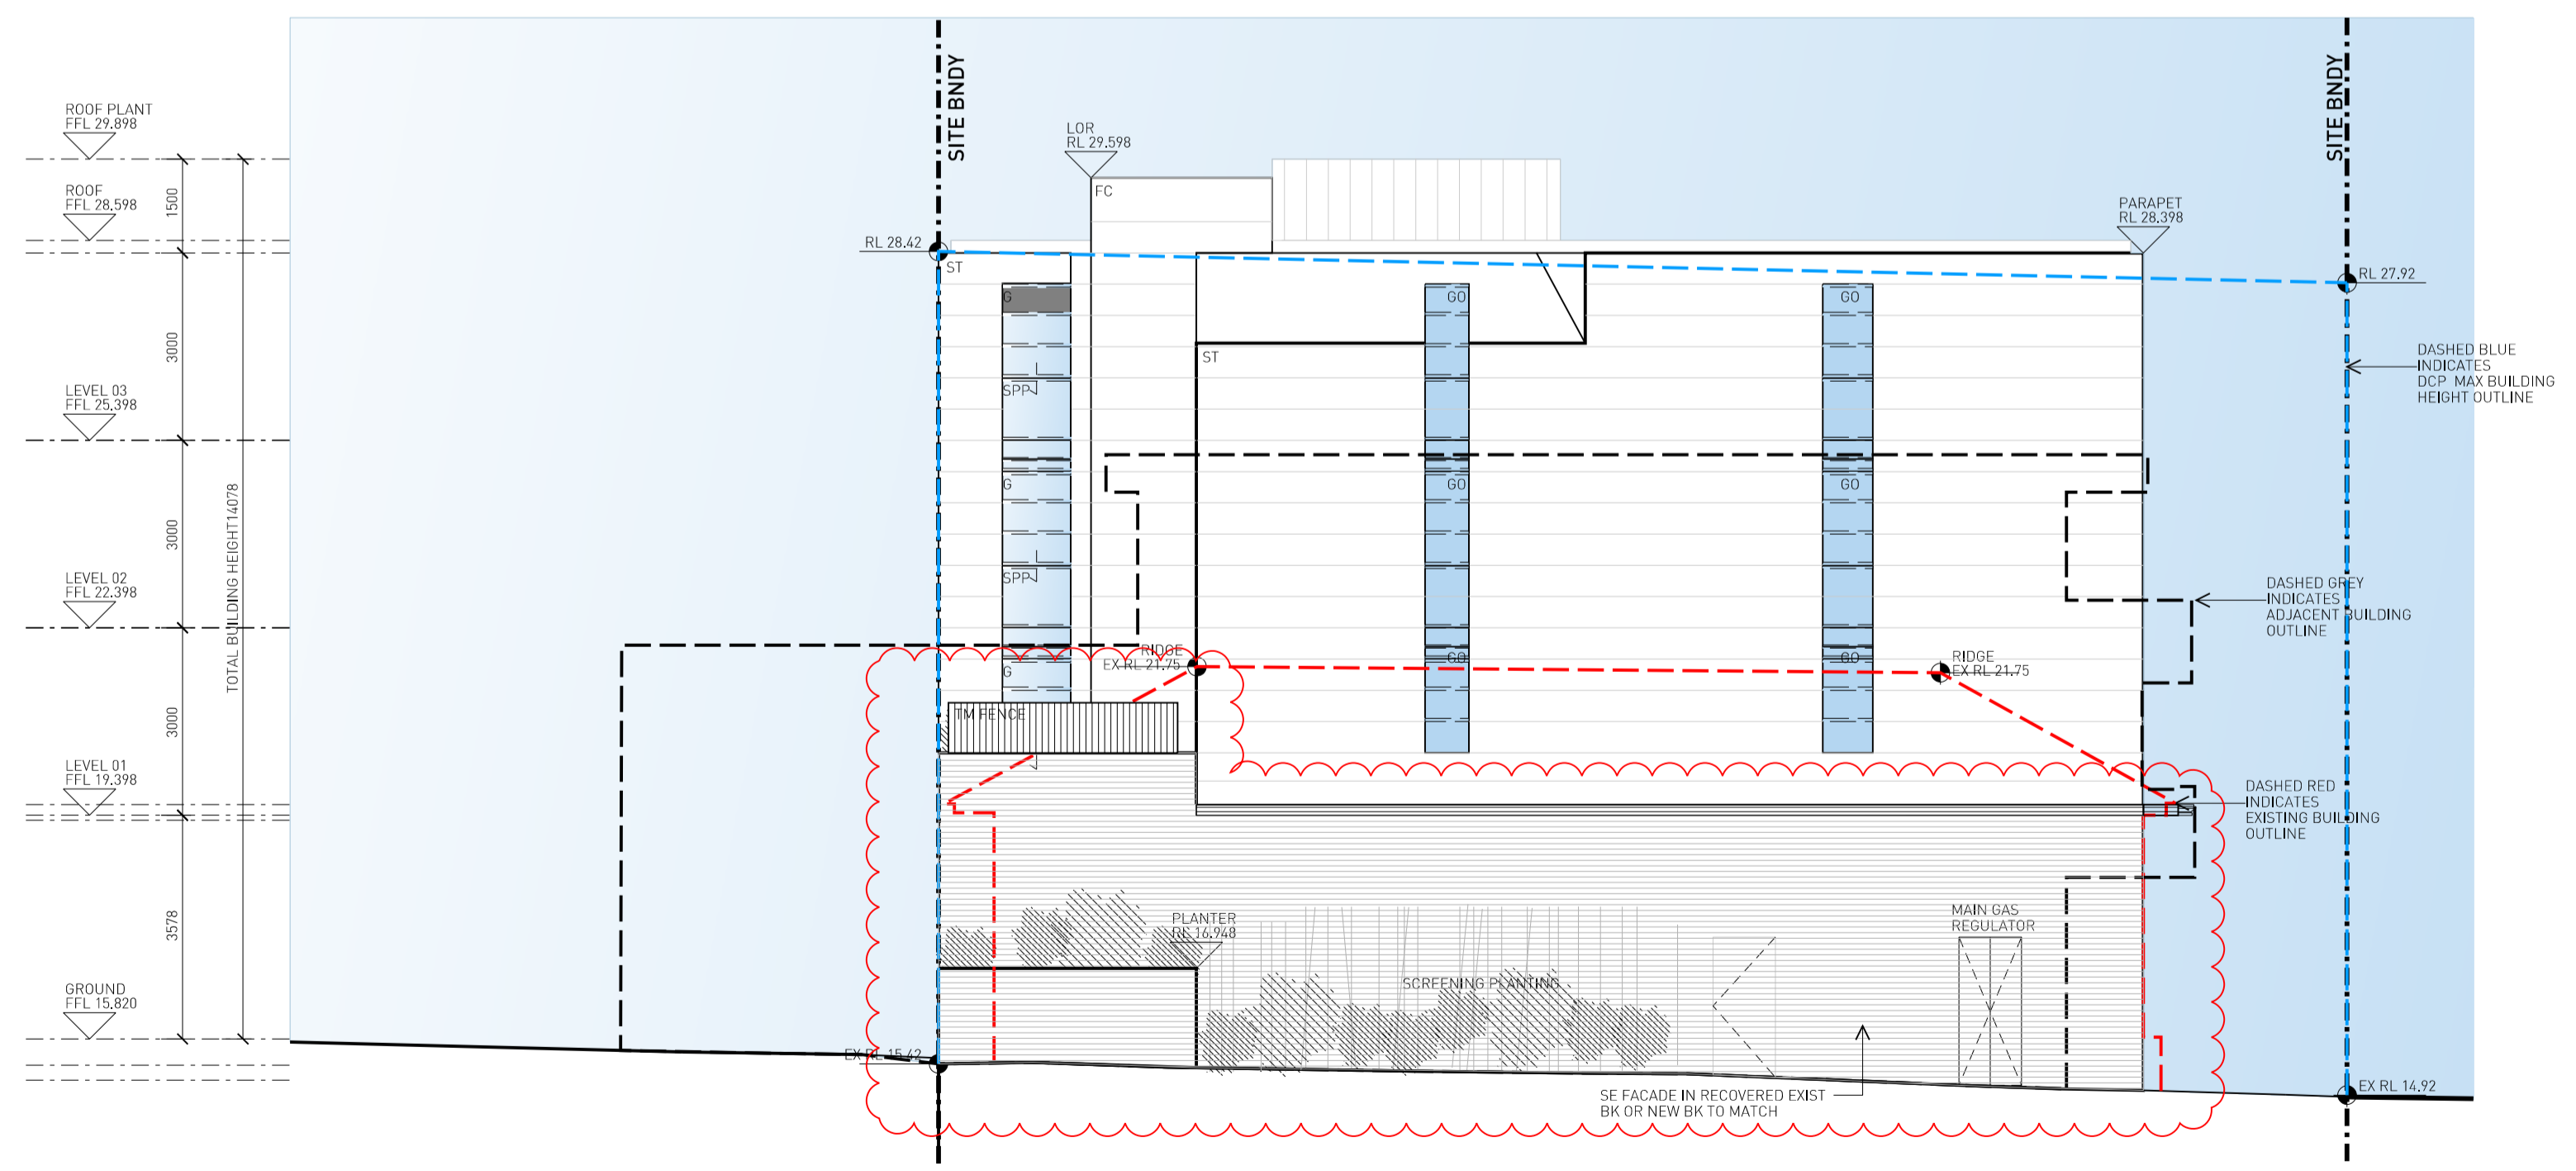 ROOF PLANT
FFL 29.898
ROOF
FFL 28.598
LEVEL 03
FFL 25.398
LEVEL 02
FFL 22.398
LEVEL 01
FFL 19.398
GROUND
FFL 15.820
1500
3000
3000
3000
3578
TOTAL BUILDING HEIGHT14078
SITE BNDY
SITE BNDY
LOR
RL 29.598
FC
PARAPET
RL 28.398
RL 28.42
ST
RL 27.92
G
GO
GO
ST
DASHED BLUE
INDICATES
DCP MAX BUILDING
HEIGHT OUTLINE
SPP
G
GO
GO
SPP
DASHED GREY
INDICATES
ADJACENT BUILDING
OUTLINE
RIDGE
EX RL 21.75
G
GO
GO
RIDGE
EX RL 21.75
TM FENCE
DASHED RED
INDICATES
EXISTING BUILDING
OUTLINE
PLANTER
RL 16.948
MAIN GAS
REGULATOR
SCREENING PLANTING
EX RL 15.42
SE FACADE IN RECOVERED EXIST
BK OR NEW BK TO MATCH
EX RL 14.92